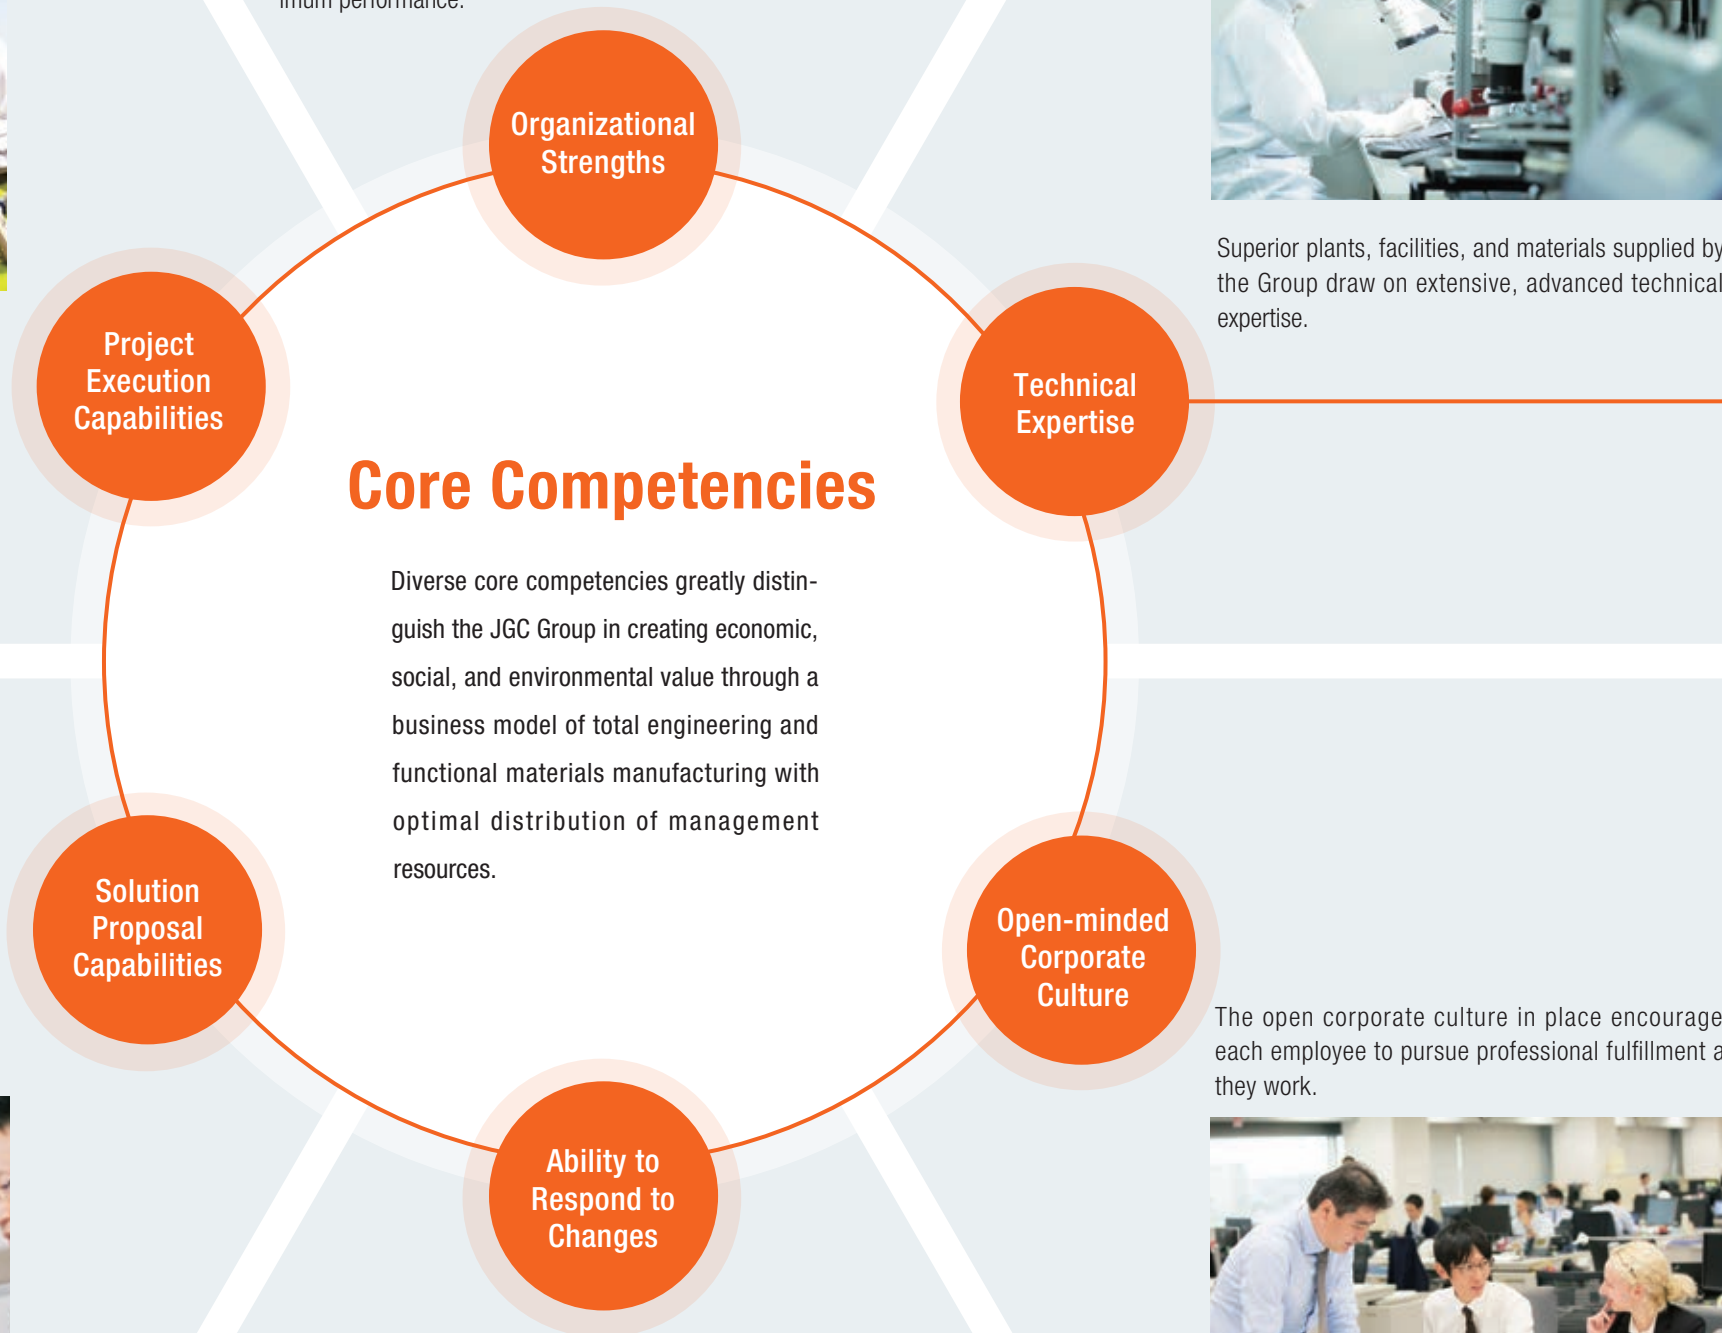 performance.
Organizational
Strengths
Superior plants, facilities, and materials supplied by
the Group draw on extensive, advanced technical
expertise.
Project
Execution
Capabilities
Technical
Expertise
Core Competencies
Diverse core competencies greatly distin-
guish the JGC Group in creating economic,
social, and environmental value through a
business model of total engineering and
functional materials manufacturing with
optimal distribution of management
resources.
Solution
Proposal
Capabilities
Open-minded
Corporate
Culture
The open corporate culture in place encourage
each employee to pursue professional fulfillment a
they work.
Ability to
Respond to
Changes